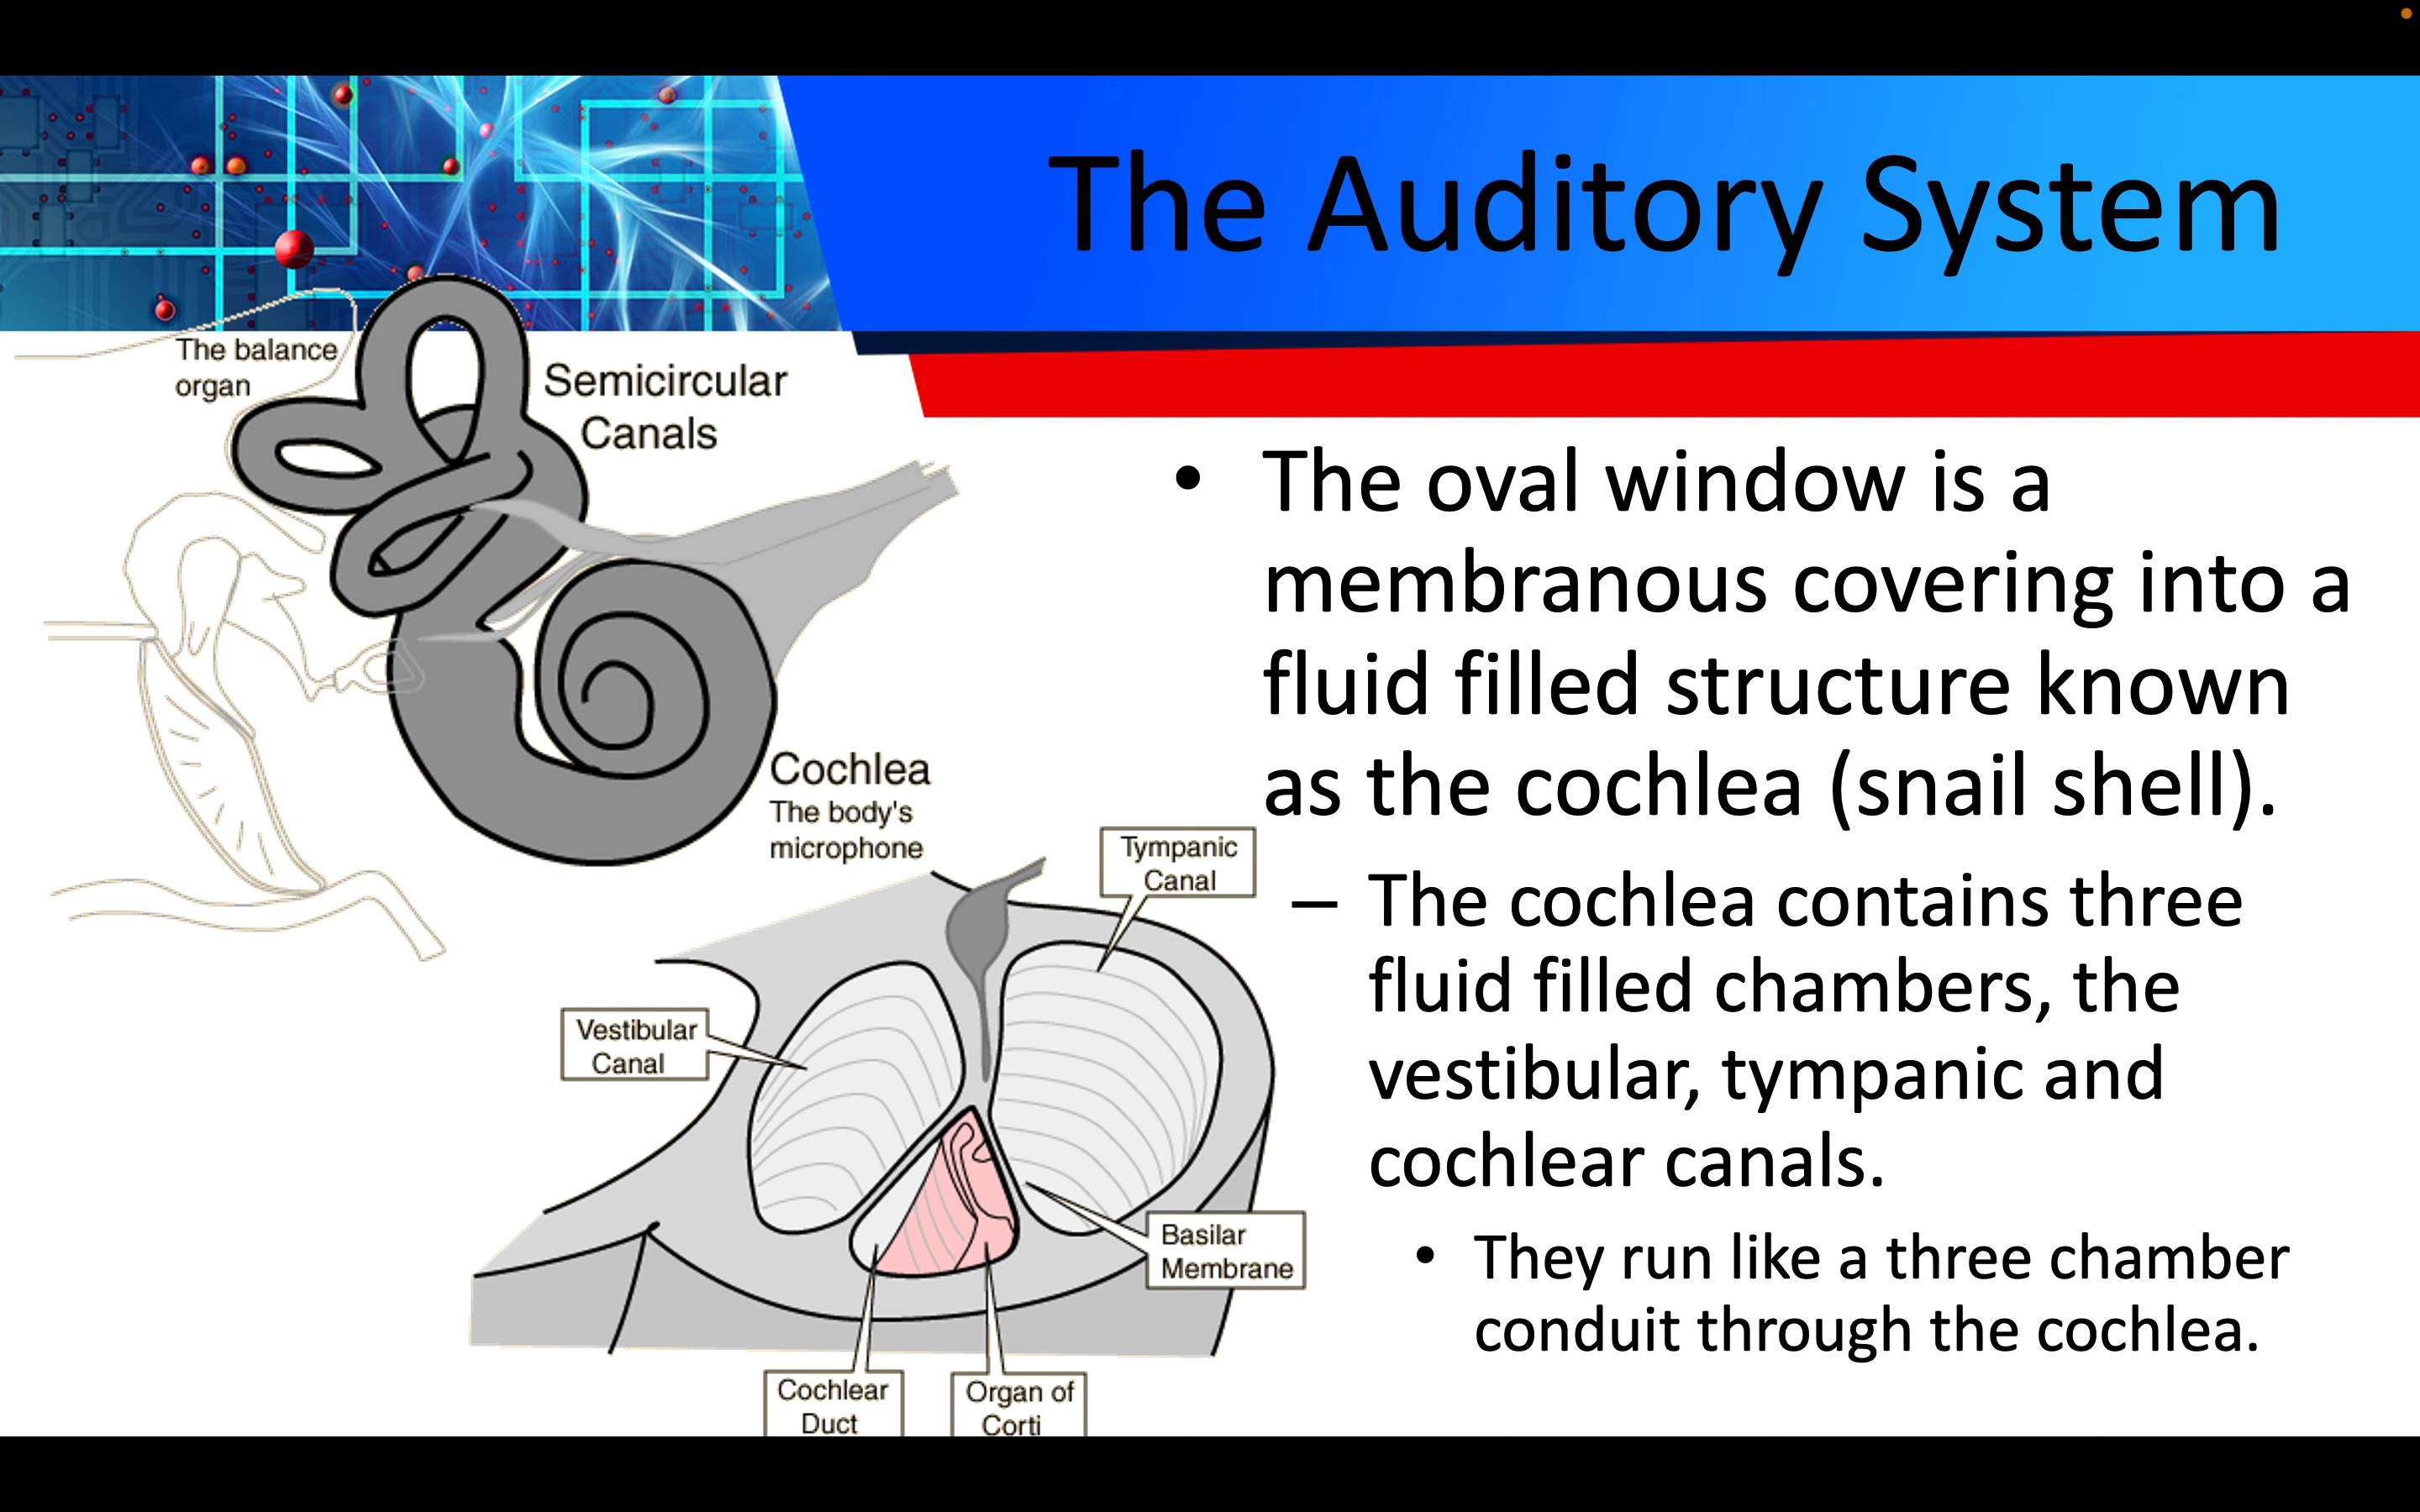 The Auditory System
The balance
organ
Semicircular
Canals
Cochlea
The body's
microphone
Tympanic
Canal
Vestibular
Canal
Basilar
Membrane
Cochlear
Duct
Organ of
Corti
• The oval window is a
membranous covering into a
fluid filled structure known
as the cochlea (snail shell).
– The cochlea contains three
fluid filled chambers, the
vestibular, tympanic and
cochlear canals.
• They run like a three chamber
conduit through the cochlea.